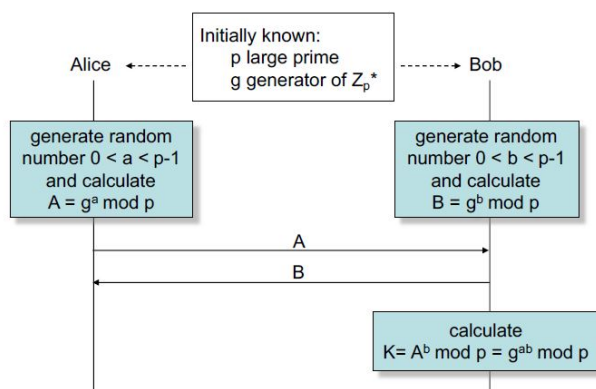 Initially known:
p large prime
g generator of Zₚ*
Alice
Bob
generate random
number 0 < a < p-1
and calculate
A = gᵃ mod p
generate random
number 0 < b < p-1
and calculate
B = gᵇ mod p
A
B
calculate
K= Aᵇ mod p = gᵃᵇ mod p